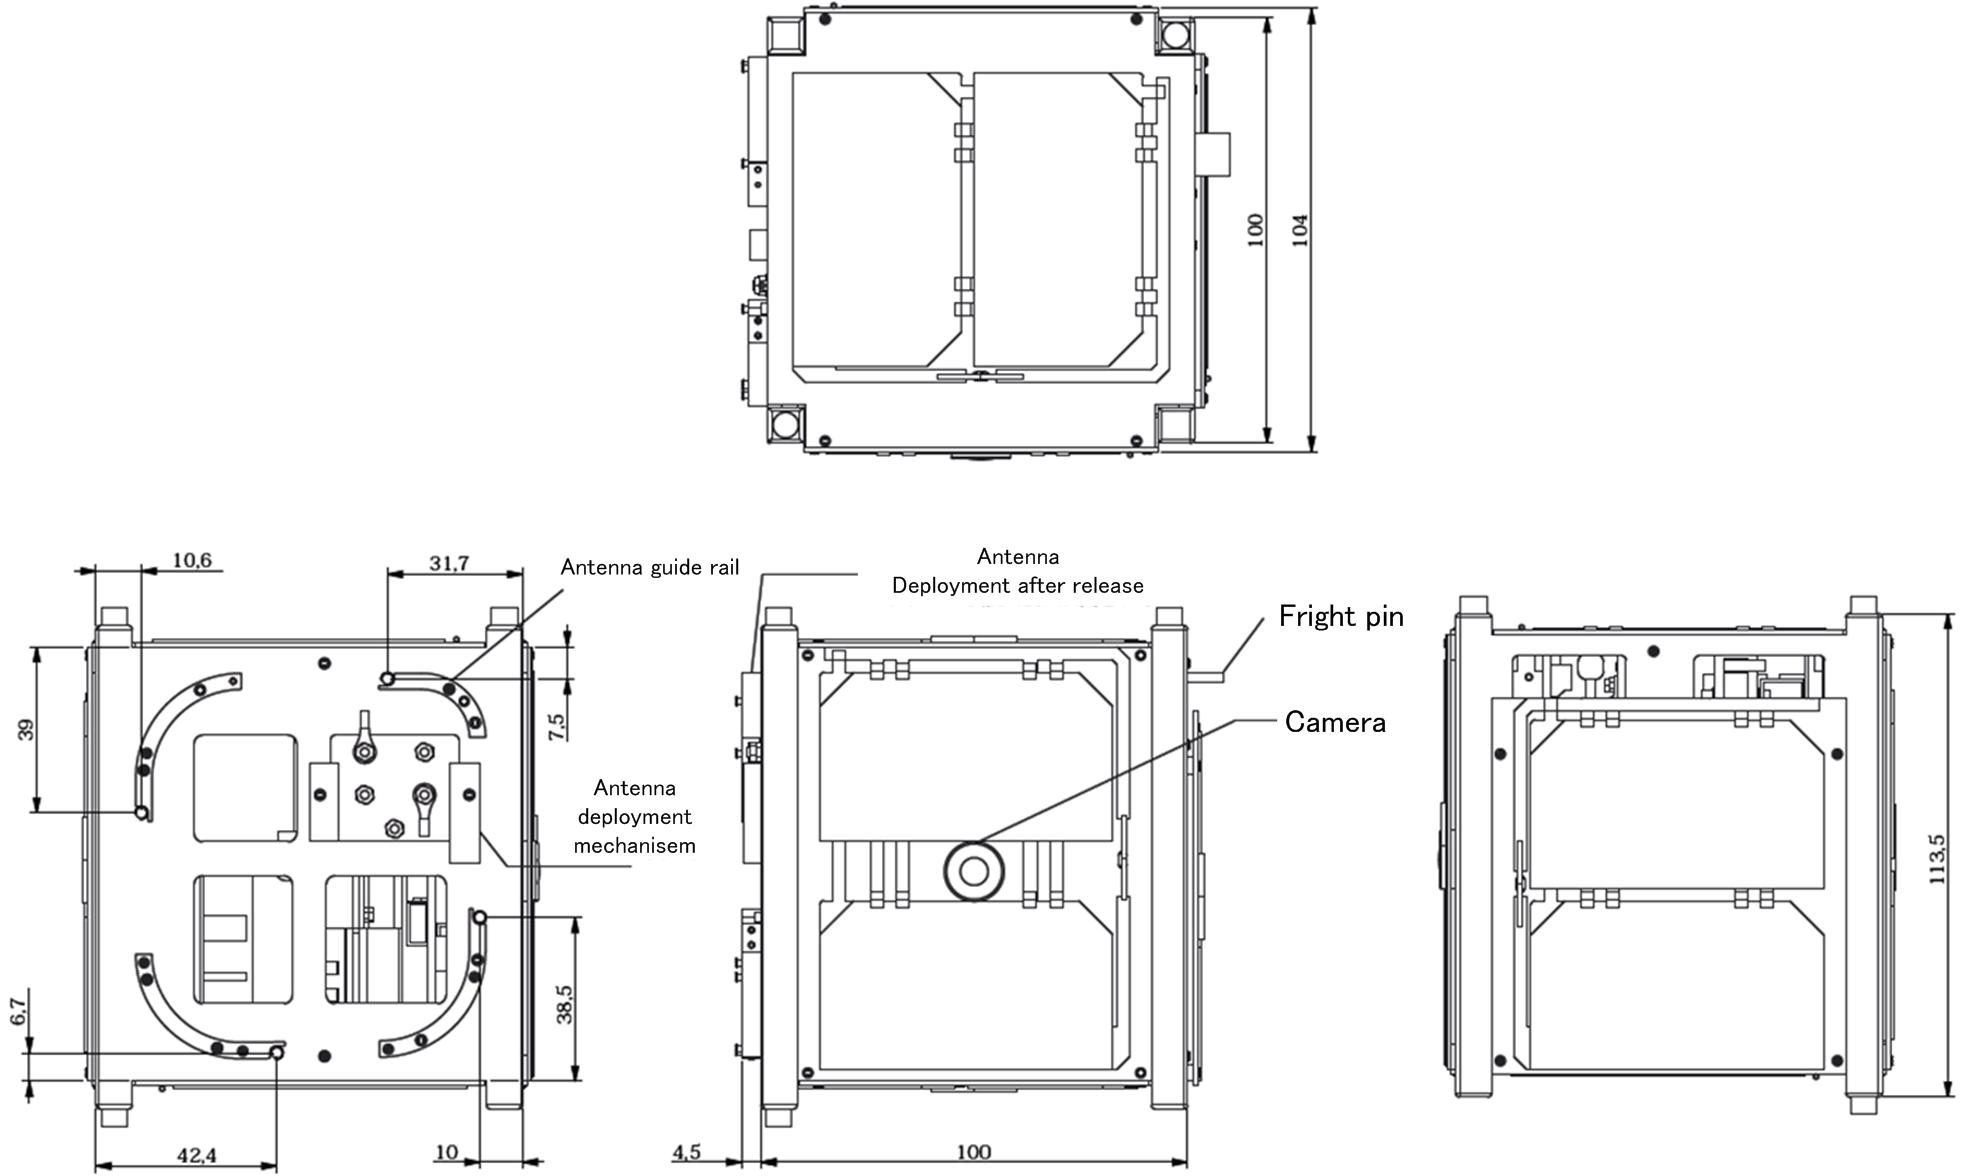 100
104
10,6
31,7
Antenna guide rail
Antenna
Deployment after release
Fright pin
39
7,5
Camera
Antenna
deployment
mechanisem
113,5
6,7
38,5
42,4
10
4,5
100